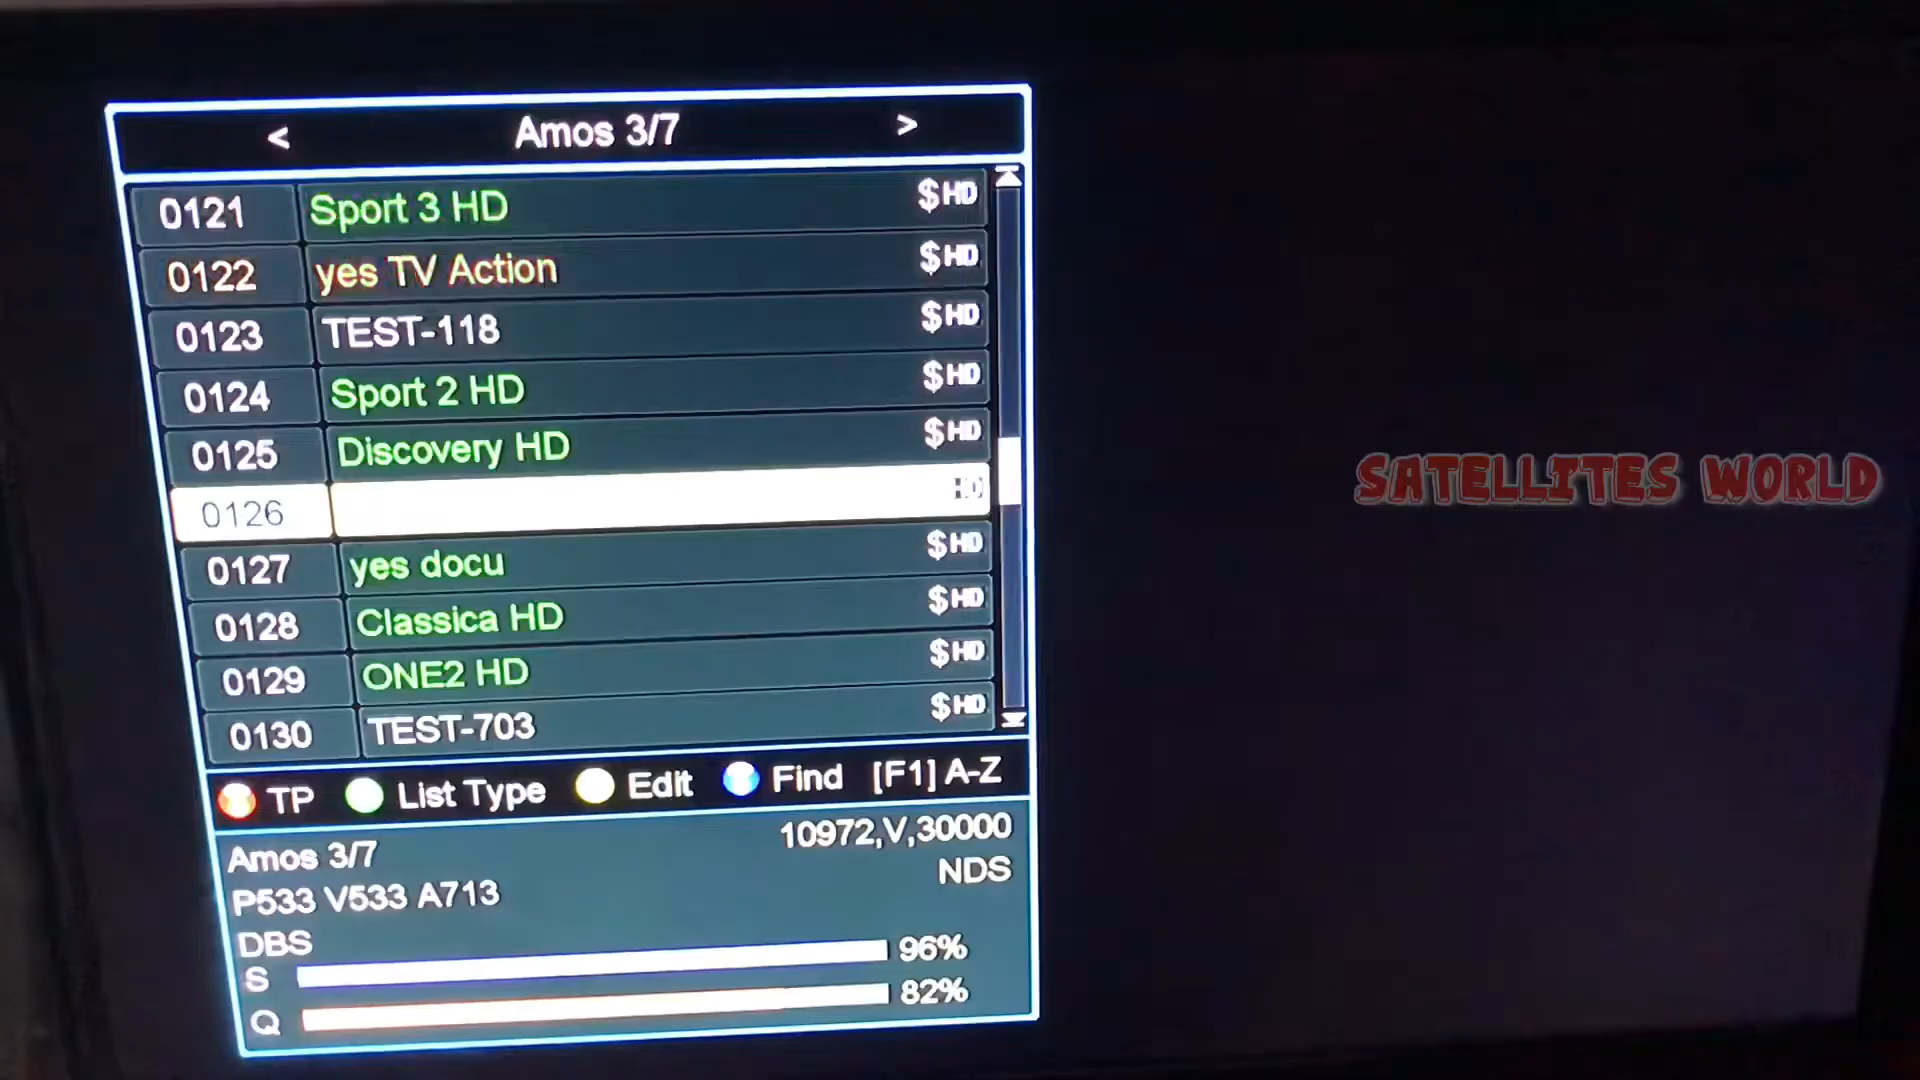 < Amos 3/7 >
0121 Sport 3 HD $HD
0122 yes TV Action $HD
0123 TEST-118 $HD
0124 Sport 2 HD $HD
0125 Discovery HD $HD
0126 HD
0127 yes docu $HD
0128 Classica HD $HD
0129 ONE2 HD $HD
0130 TEST-703 $HD
TP List Type Edit Find [F1] A-Z
Amos 3/7 10972,V,30000
P533 V533 A713 NDS
DBS
S 96%
Q 82%
SATELLITES WORLD